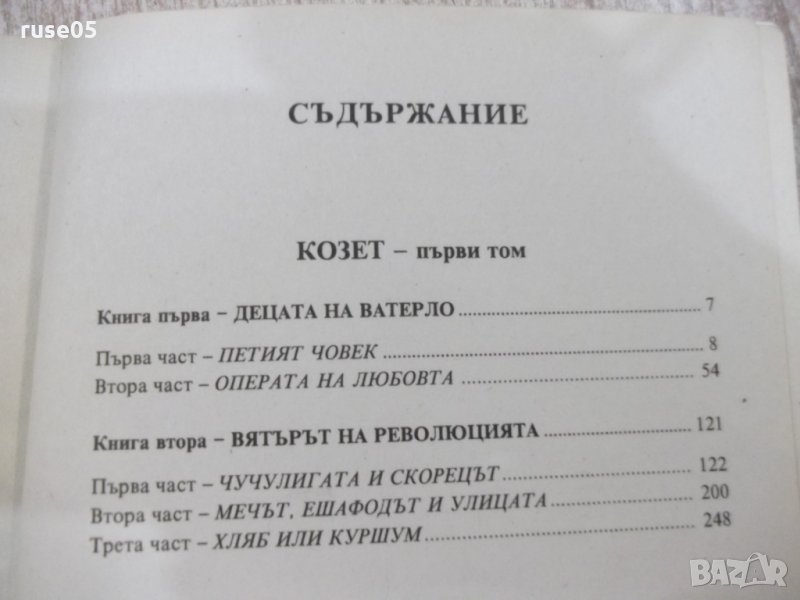 ruse05
СЪДЪРЖАНИЕ
КОЗЕТ – първи том
Книга първа – ДЕЦАТА НА ВАТЕРЛО ........................ 7
Първа част – ПЕТИЯТ ЧОВЕК ........................ 8
Втора част – ОПЕРАТА НА ЛЮБОВТА ........................ 54
Книга втора – ВЯТЪРЪТ НА РЕВОЛЮЦИЯТА ........................ 121
Първа част – ЧУЧУЛИГАТА И СКОРЕЦЪТ ........................ 122
Втора част – МЕЧЪТ, ЕШАФОДЪТ И УЛИЦАТА ........................ 200
Трета част – ХЛЯБ ИЛИ КУРШУМ ........................ 248
BAZAR